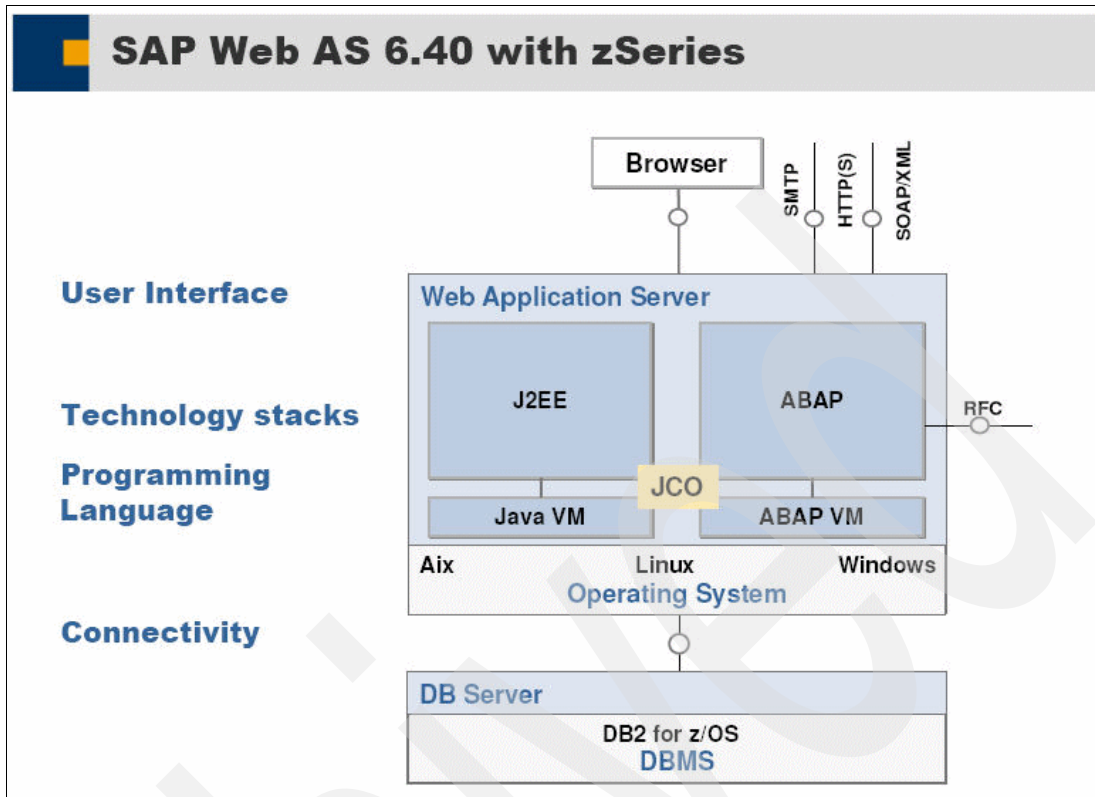 SAP Web AS 6.40 with zSeries
Browser
SMTP
HTTP(S)
SOAP/XML
User Interface
Web Application Server
J2EE
ABAP
Technology stacks
RFC
Programming
Language
JCO
Java VM
ABAP VM
Aix
Linux
Windows
Operating System
Connectivity
DB Server
DB2 for z/OS
DBMS